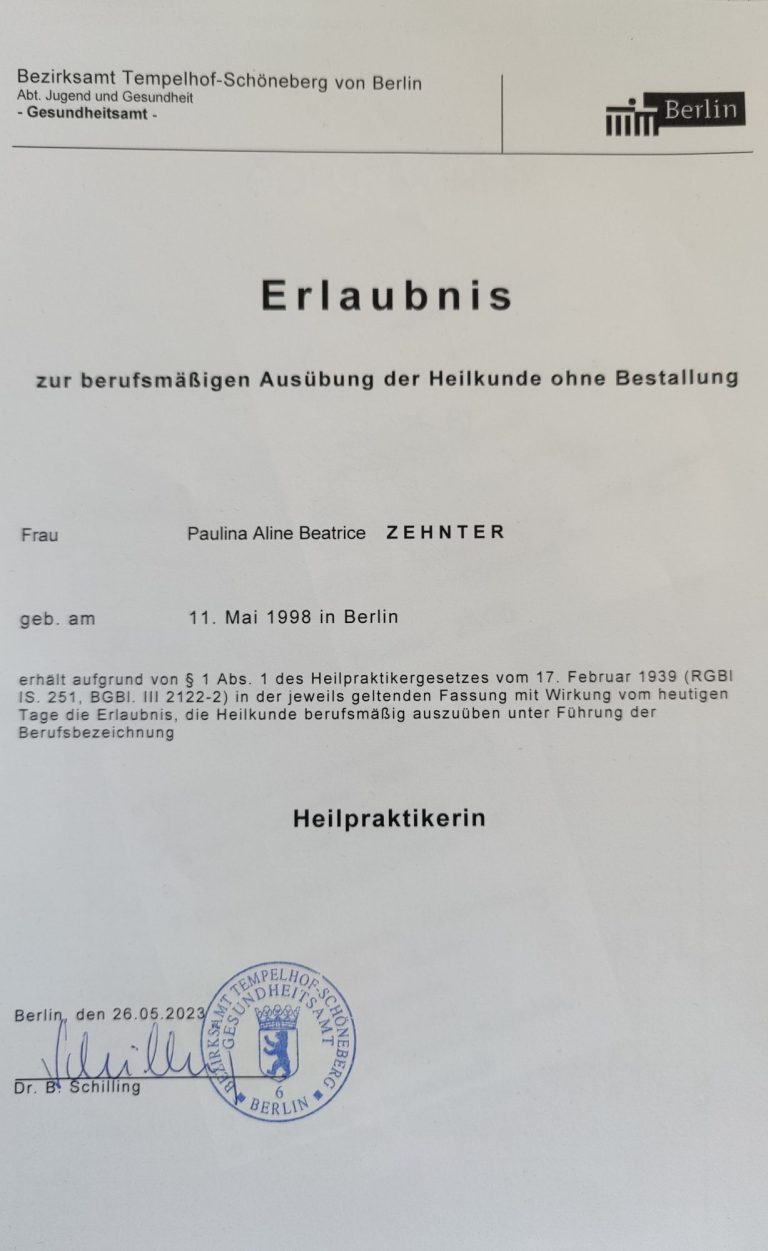 Bezirksamt Tempelhof-Schöneberg von Berlin
Abt. Jugend und Gesundheit
- Gesundheitsamt -
Berlin
Erlaubnis
zur berufsmäßigen Ausübung der Heilkunde ohne Bestallung
Frau Paulina Aline Beatrice ZEHNTER
geb. am 11. Mai 1998 in Berlin
erhält aufgrund von § 1 Abs. 1 des Heilpraktikergesetzes vom 17. Februar 1939 (RGBl
IS. 251, BGBl. III 2122-2) in der jeweils geltenden Fassung mit Wirkung vom heutigen
Tage die Erlaubnis, die Heilkunde berufsmäßig auszuüben unter Führung der
Berufsbezeichnung
Heilpraktikerin
Berlin, den 26.05.2023
Schilling
Dr. B. Schilling
BEZIRKSAMT TEMPELHOF-SCHÖNEBERG
GESUNDHEITSAMT
6
BERLIN